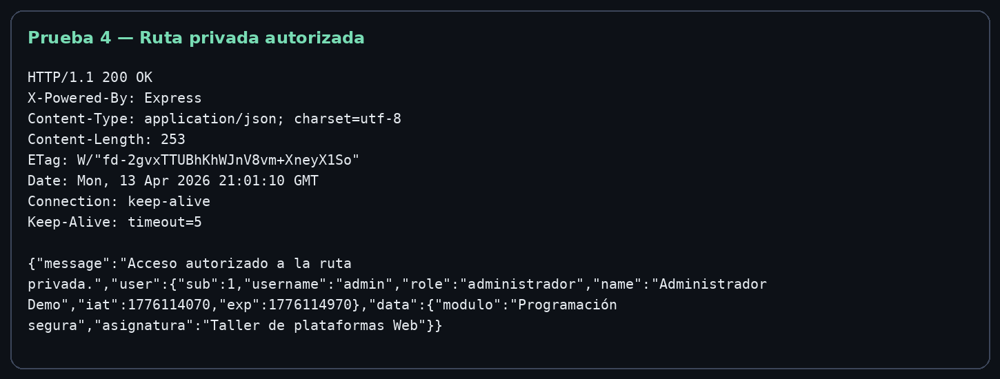 Prueba 4 — Ruta privada autorizada
HTTP/1.1 200 OK
X-Powered-By: Express
Content-Type: application/json; charset=utf-8
Content-Length: 253
ETag: W/"fd-2gvxTTUBhKhWJnV8vm+XneyX1So"
Date: Mon, 13 Apr 2026 21:01:10 GMT
Connection: keep-alive
Keep-Alive: timeout=5
{"message":"Acceso autorizado a la ruta
privada.","user":{"sub":1,"username":"admin","role":"administrador","name":"Administrador
Demo","iat":1776114070,"exp":1776114970},"data":{"modulo":"Programación
segura","asignatura":"Taller de plataformas Web"}}